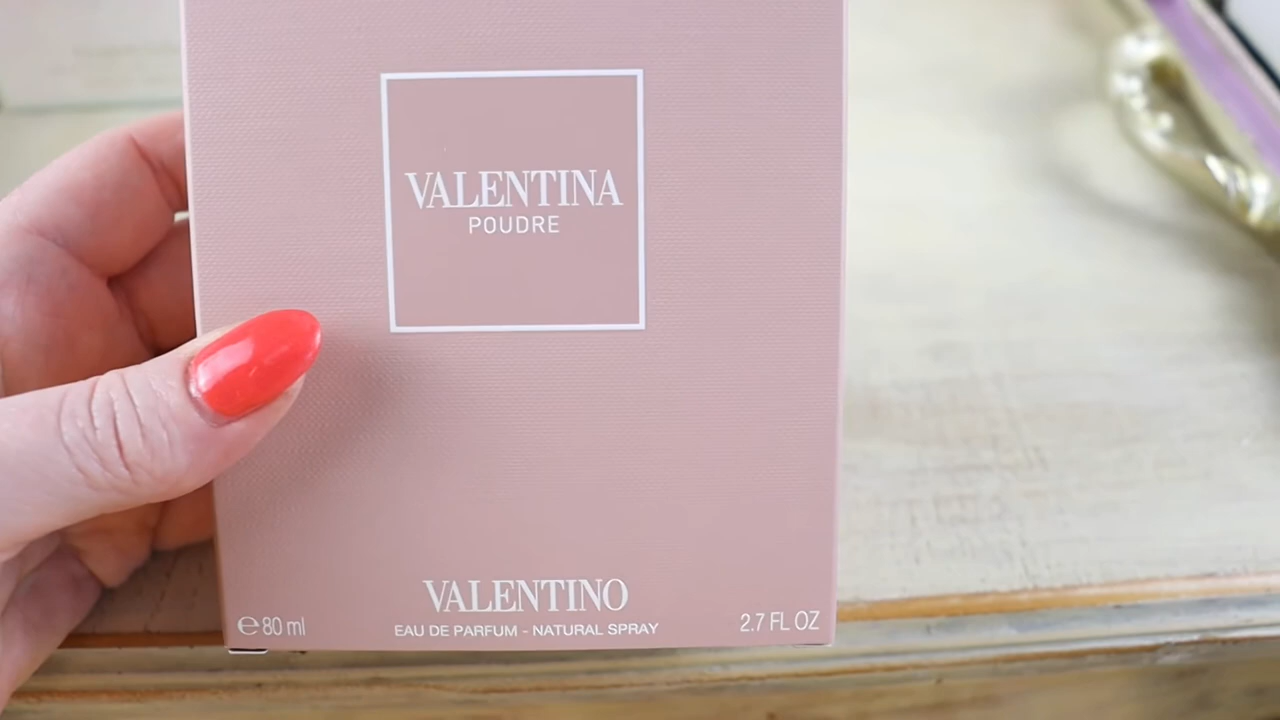 VALENTINA
POUDRE
VALENTINO
℮ 80 ml
EAU DE PARFUM - NATURAL SPRAY
2.7 FL OZ